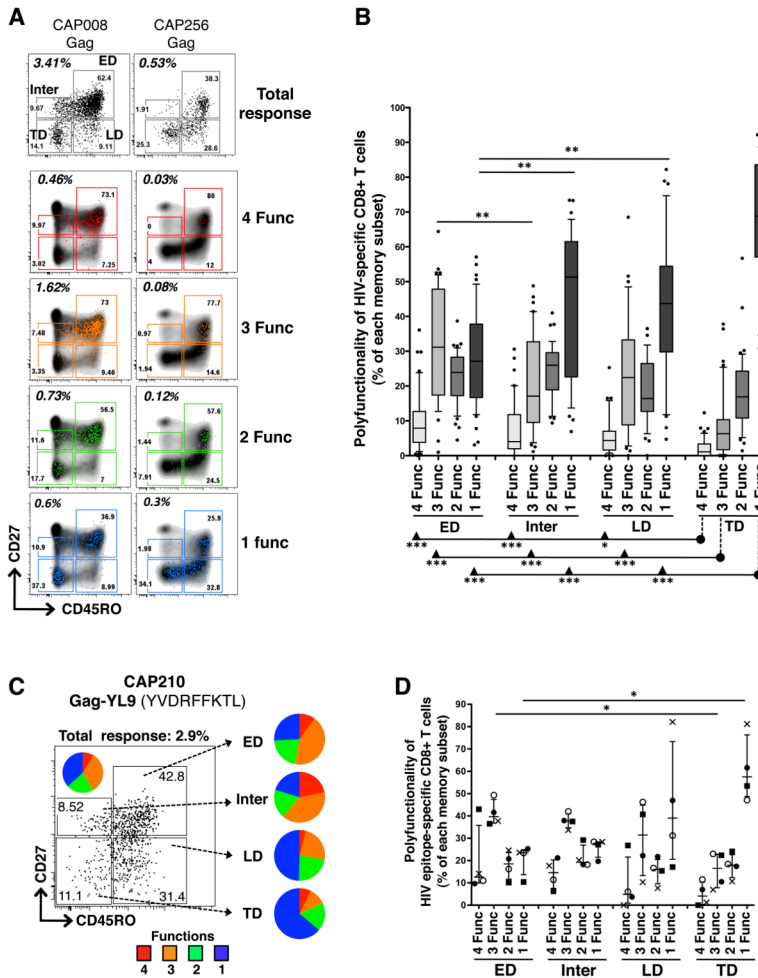 A
CAP008
Gag
CAP256
Gag
3.41%
ED
62.4
Inter
9.67
TD
14.1
LD
9.11
0.53%
38.3
1.91
25.3
28.6
Total
response
0.46%
73.1
9.97
3.02
7.25
0.03%
80
0
4
12
4 Func
1.62%
73
7.48
3.35
9.46
0.08%
77.7
0.97
1.94
14.6
3 Func
0.73%
56.5
11.6
17.7
7
0.12%
57.6
1.44
7.91
24.5
2 Func
0.6%
36.9
10.9
37.3
8.99
0.3%
25.9
1.98
34.1
32.8
1 func
CD27
CD45RO
B
Polyfunctionality of HIV-specific CD8+ T cells
(% of each memory subset)
100
90
80
70
60
50
40
30
20
10
0
**
**
**
4 Func
3 Func
2 Func
1 Func
4 Func
3 Func
2 Func
1 Func
4 Func
3 Func
2 Func
1 Func
4 Func
3 Func
2 Func
1 Func
ED
Inter
LD
TD
***
***
*
***
***
***
***
***
***
C
CAP210
Gag-YL9 (YVDRFFKTL)
Total response: 2.9%
42.8
8.52
11.1
31.4
CD27
CD45RO
ED
Inter
LD
TD
Functions
4
3
2
1
D
Polyfunctionality of
HIV epitope-specific CD8+ T cells
(% of each memory subset)
90
80
70
60
50
40
30
20
10
0
*
*
4 Func
3 Func
2 Func
1 Func
4 Func
3 Func
2 Func
1 Func
4 Func
3 Func
2 Func
1 Func
4 Func
3 Func
2 Func
1 Func
ED
Inter
LD
TD